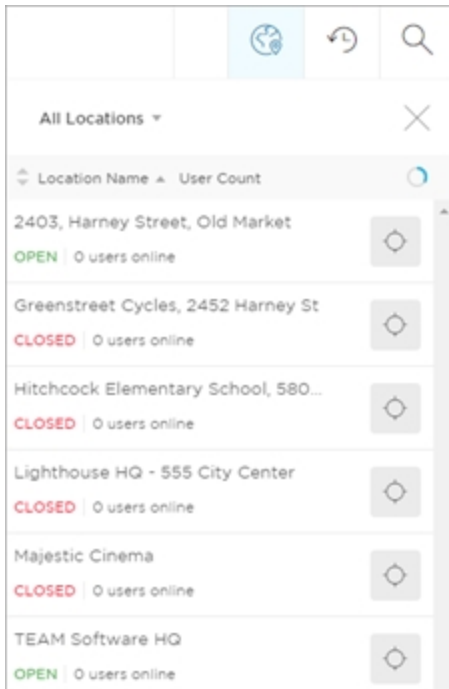 All Locations
Location Name User Count
2403, Harney Street, Old Market
OPEN 0 users online
Greenstreet Cycles, 2452 Harney St
CLOSED 0 users online
Hitchcock Elementary School, 580...
CLOSED 0 users online
Lighthouse HQ - 555 City Center
CLOSED 0 users online
Majestic Cinema
CLOSED 0 users online
TEAM Software HQ
OPEN 0 users online